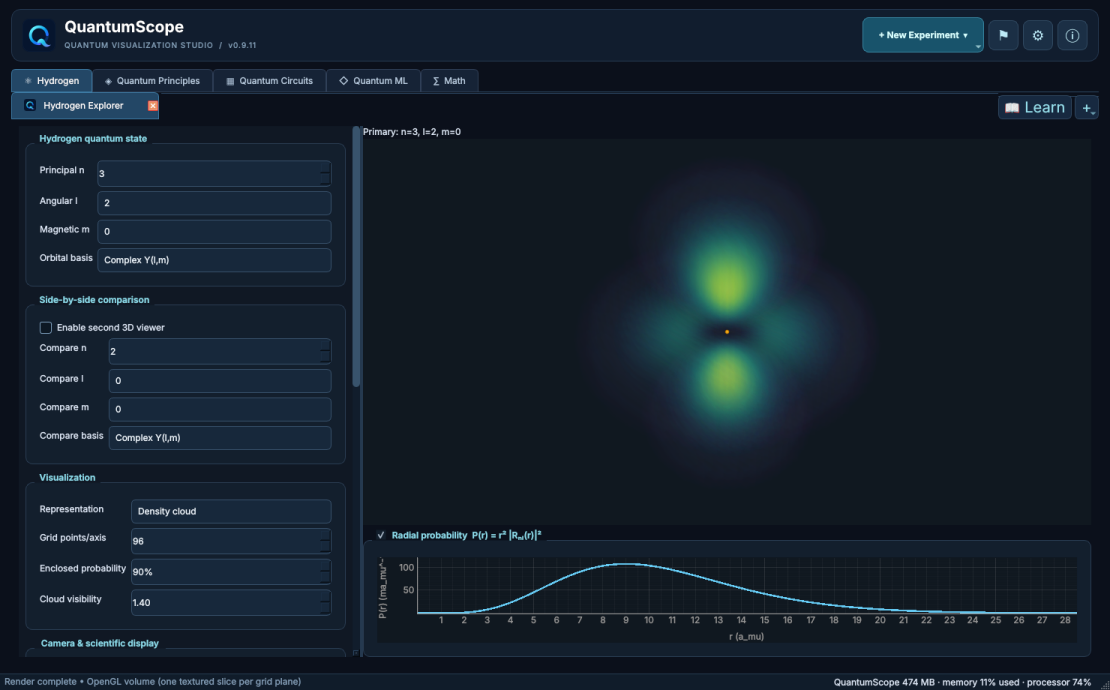 QuantumScope
QUANTUM VISUALIZATION STUDIO / v0.9.11
+ New Experiment
Hydrogen
Quantum Principles
Quantum Circuits
Quantum ML
∑ Math
Hydrogen Explorer
Learn
+
Hydrogen quantum state
Principal n 3
Angular l 2
Magnetic m 0
Orbital basis Complex Y(l,m)
Side-by-side comparison
Enable second 3D viewer
Compare n 2
Compare l 0
Compare m 0
Compare basis Complex Y(l,m)
Visualization
Representation Density cloud
Grid points/axis 96
Enclosed probability 90%
Cloud visibility 1.40
Camera & scientific display
Primary: n=3, l=2, m=0
Radial probability P(r) = r² |Rₙₗ(r)|²
P(r) (ma_mu^-
100
50
1 2 3 4 5 6 7 8 9 10 11 12 13 14 15 16 17 18 19 20 21 22 23 24 25 26 27 28
r (a_mu)
Render complete • OpenGL volume (one textured slice per grid plane)
QuantumScope 474 MB · memory 11% used · processor 74%